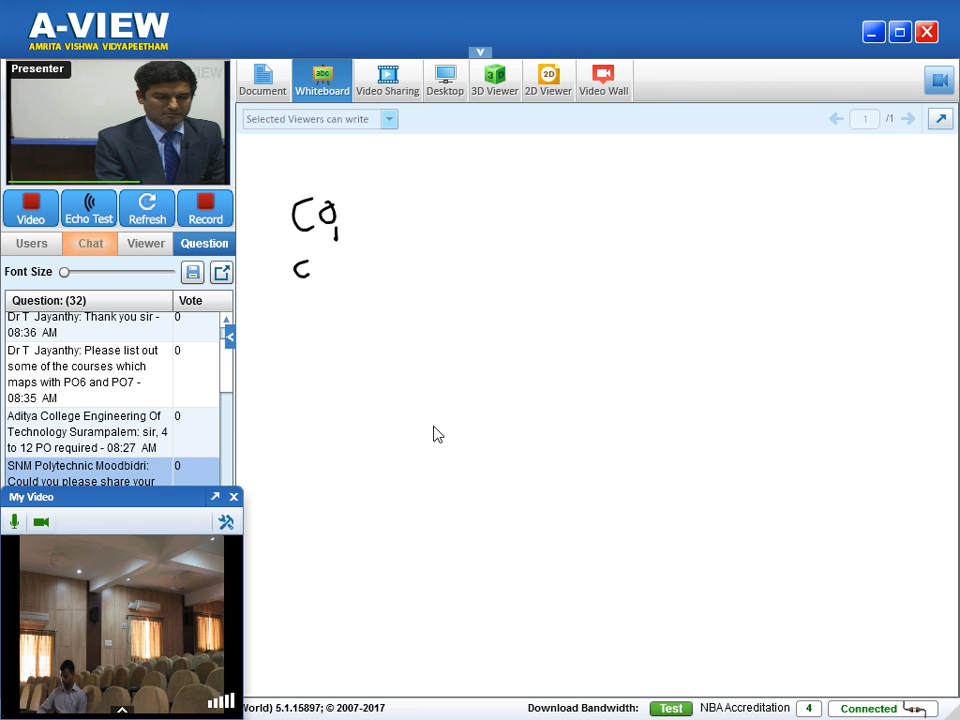 A-VIEW
AMRITA VISHWA VIDYAPEETHAM
Presenter
Document
Whiteboard
Video Sharing
Desktop
3D Viewer
2D Viewer
Video Wall
Selected Viewers can write
1 /1
CO1
C
Video
Echo Test
Refresh
Record
Users
Chat
Viewer
Question
Font Size
Question: (32)
Vote
Dr T Jayanthy: Thank you sir -
08:36 AM
0
Dr T Jayanthy: Please list out
some of the courses which
maps with PO6 and PO7 -
08:35 AM
0
Aditya College Engineering Of
Technology Surampalem: sir, 4
to 12 PO required - 08:27 AM
0
SNM Polytechnic Moodbidri:
Could you please share your
0
My Video
World) 5.1.15897; © 2007-2017
Download Bandwidth:
Test
NBA Accreditation
4
Connected